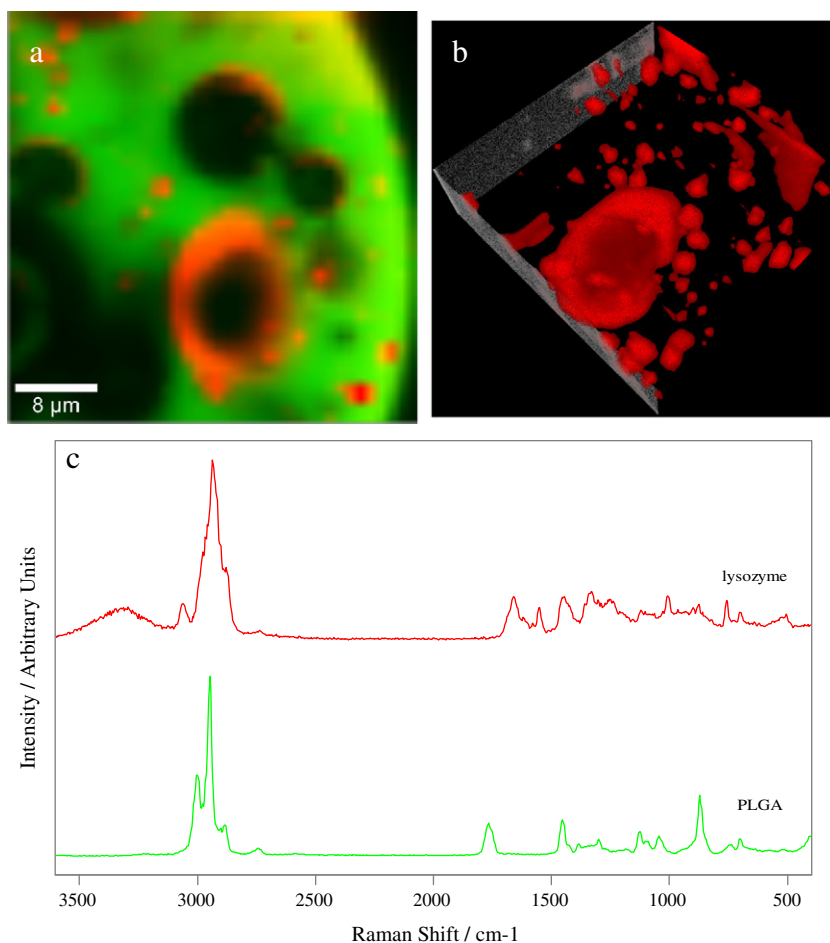 a
b
8 μm
c
Intensity / Arbitrary Units
lysozyme
PLGA
3500 3000 2500 2000 1500 1000 500
Raman Shift / cm-1